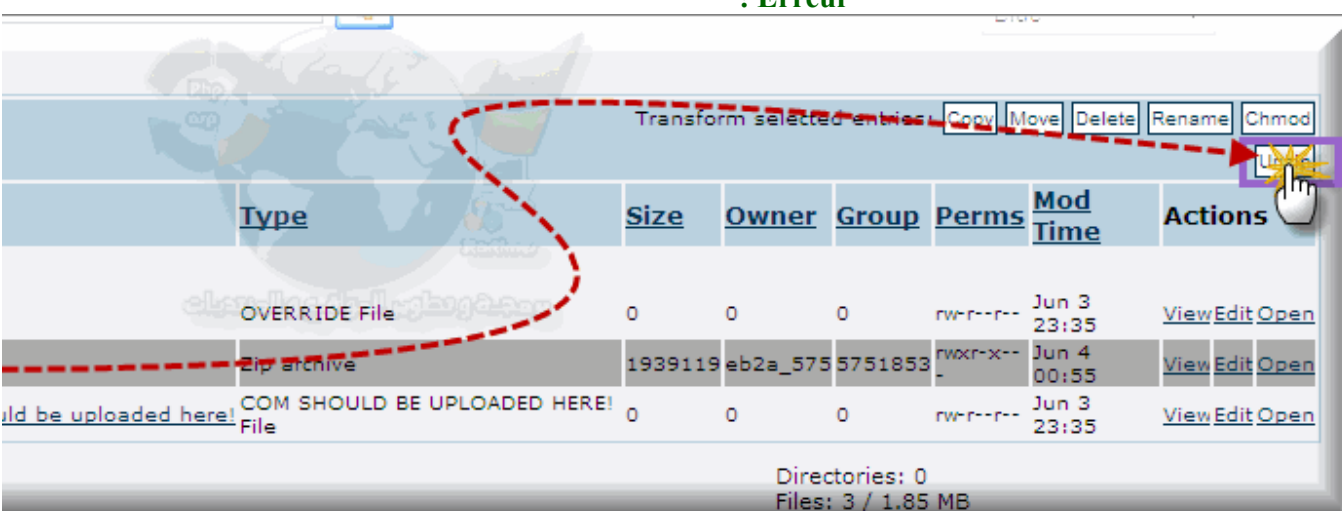 : Erreur
Transform selected entries: Copy Move Delete Rename Chmod
Type Size Owner Group Perms Mod Time Actions
OVERRIDE File 0 0 0 rw-r--r-- Jun 3 23:35 View Edit Open
Zip archive 1939119 eb2a_575 5751853 rwxr-x--- Jun 4 00:55 View Edit Open
uld be uploaded here! COM SHOULD BE UPLOADED HERE! File 0 0 0 rw-r--r-- Jun 3 23:35 View Edit Open
Directories: 0
Files: 3 / 1.85 MB